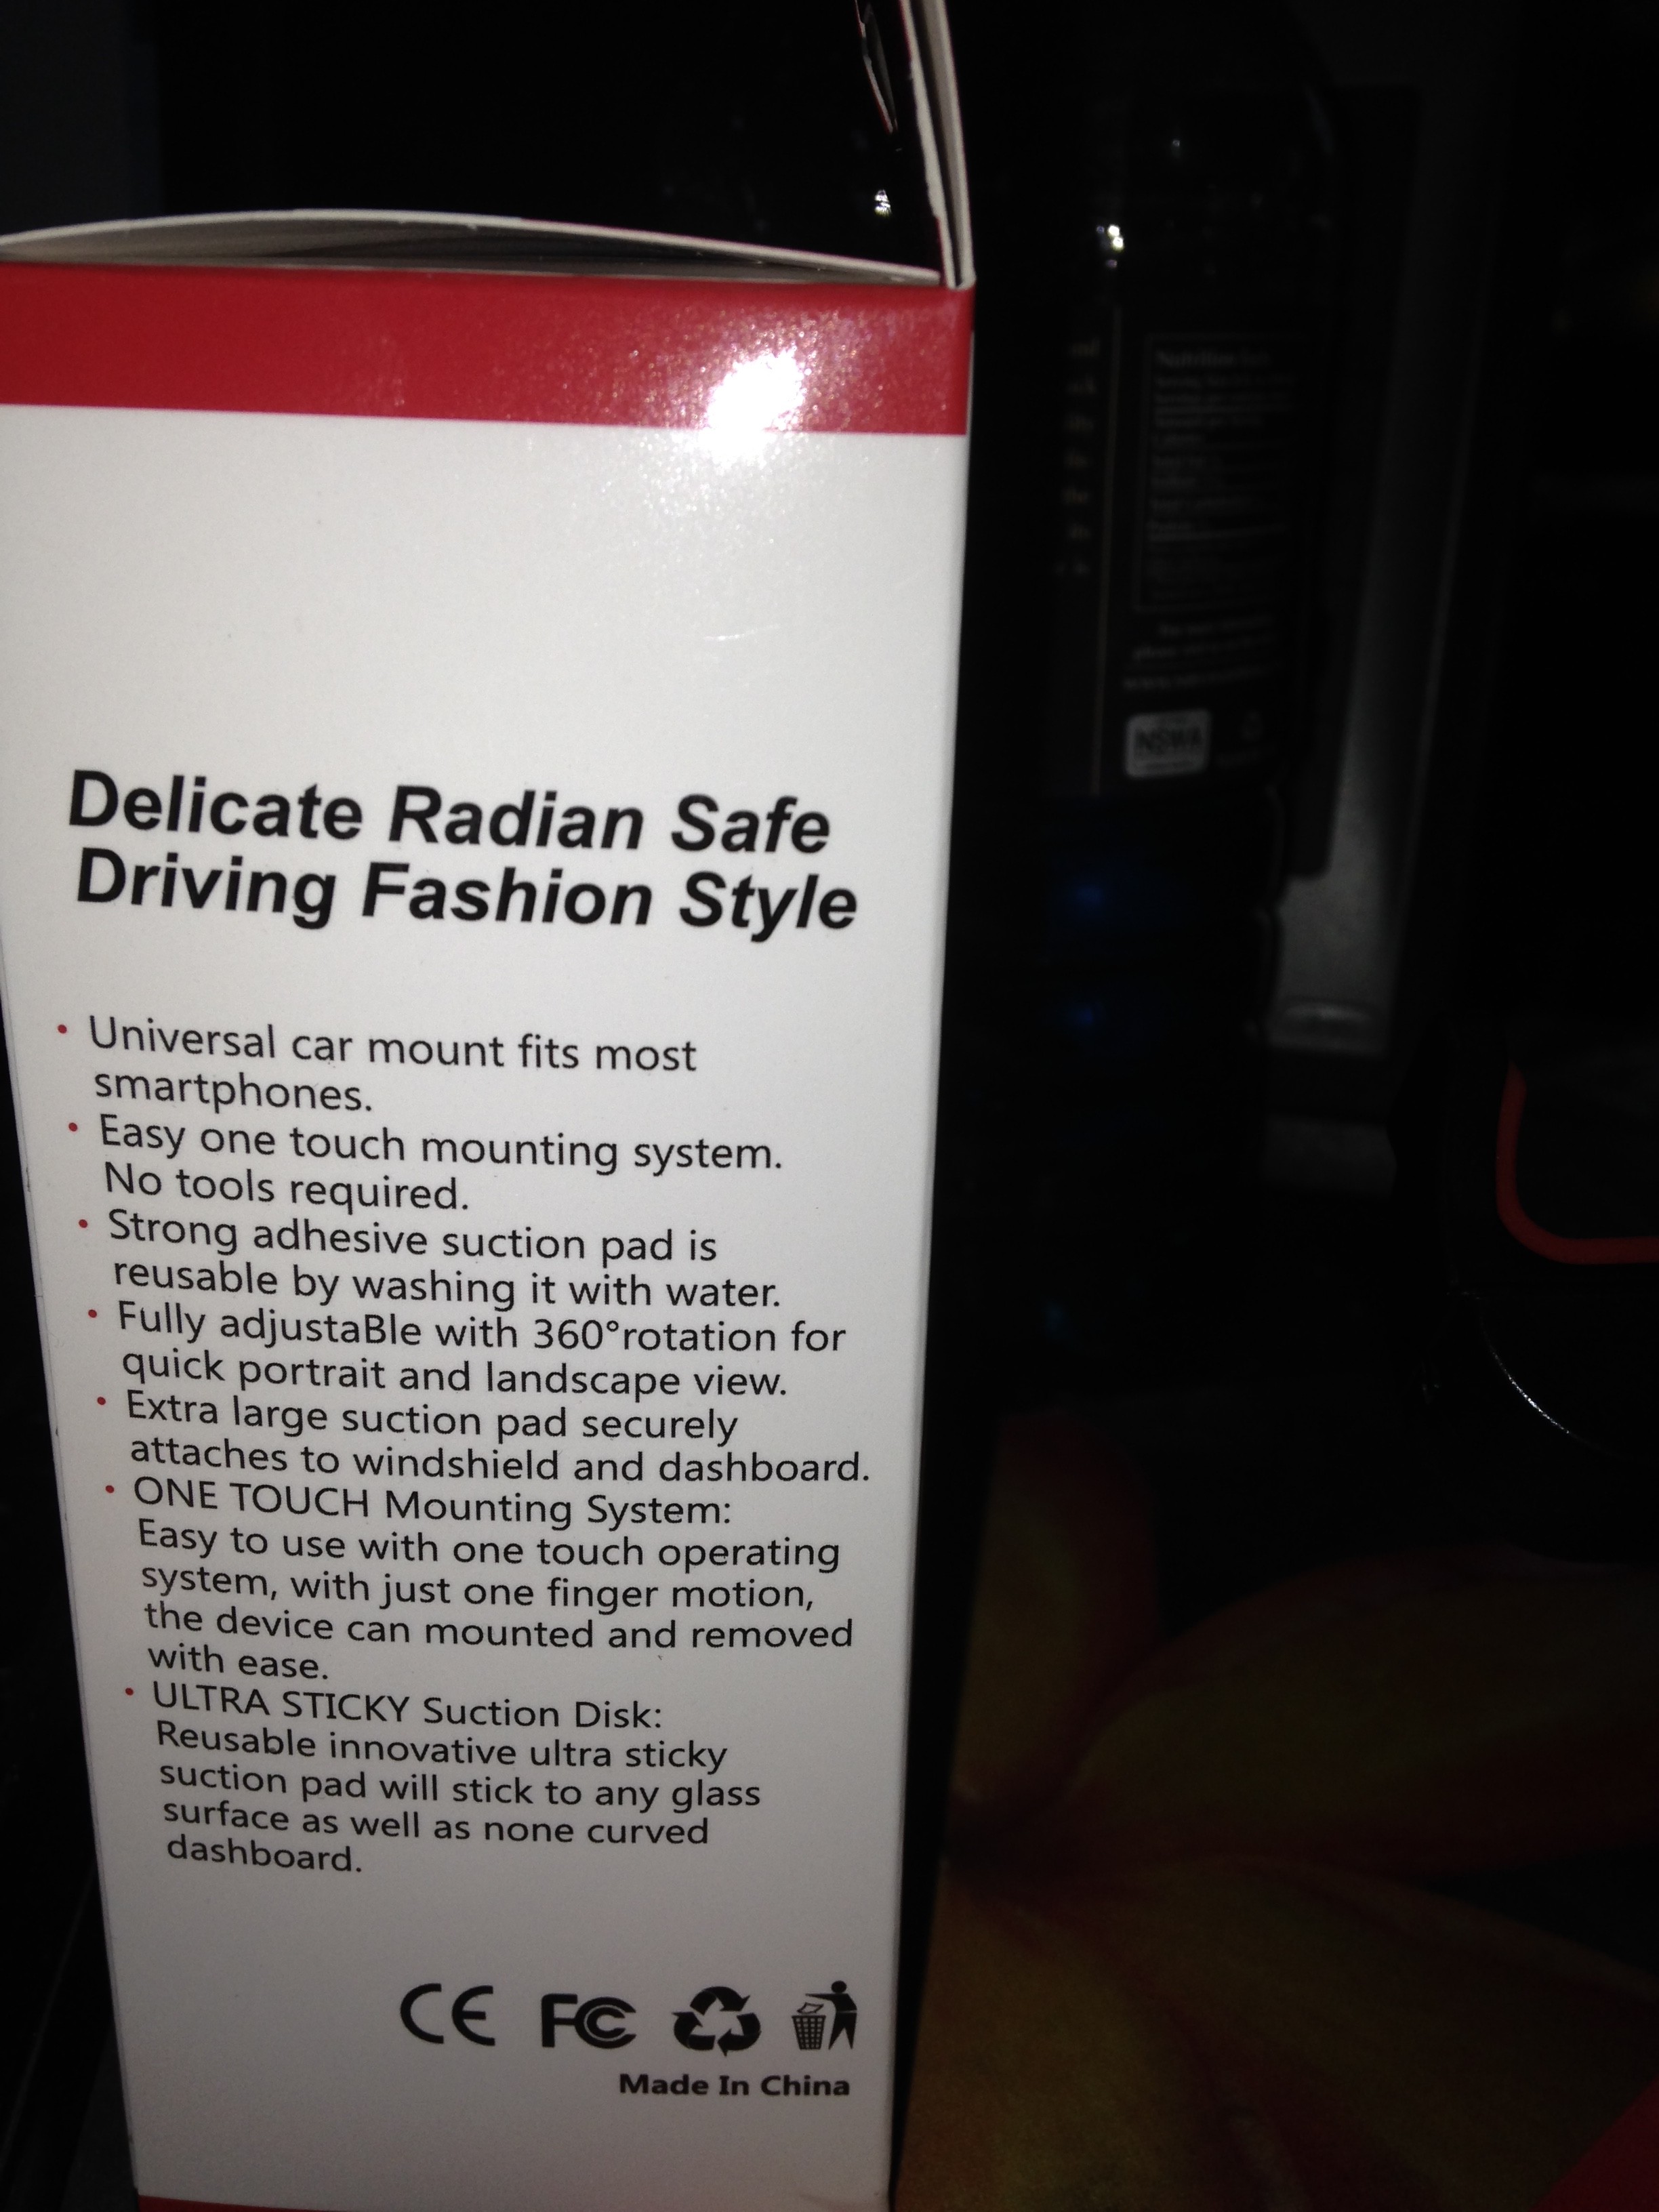 Delicate Radian Safe
Driving Fashion Style
• Universal car mount fits most
smartphones.
• Easy one touch mounting system.
No tools required.
• Strong adhesive suction pad is
reusable by washing it with water.
• Fully adjustaBle with 360°rotation for
quick portrait and landscape view.
• Extra large suction pad securely
attaches to windshield and dashboard.
• ONE TOUCH Mounting System:
Easy to use with one touch operating
system, with just one finger motion,
the device can mounted and removed
with ease.
• ULTRA STICKY Suction Disk:
Reusable innovative ultra sticky
suction pad will stick to any glass
surface as well as none curved
dashboard.
CE FC
Made In China
Nutrition
NSWA